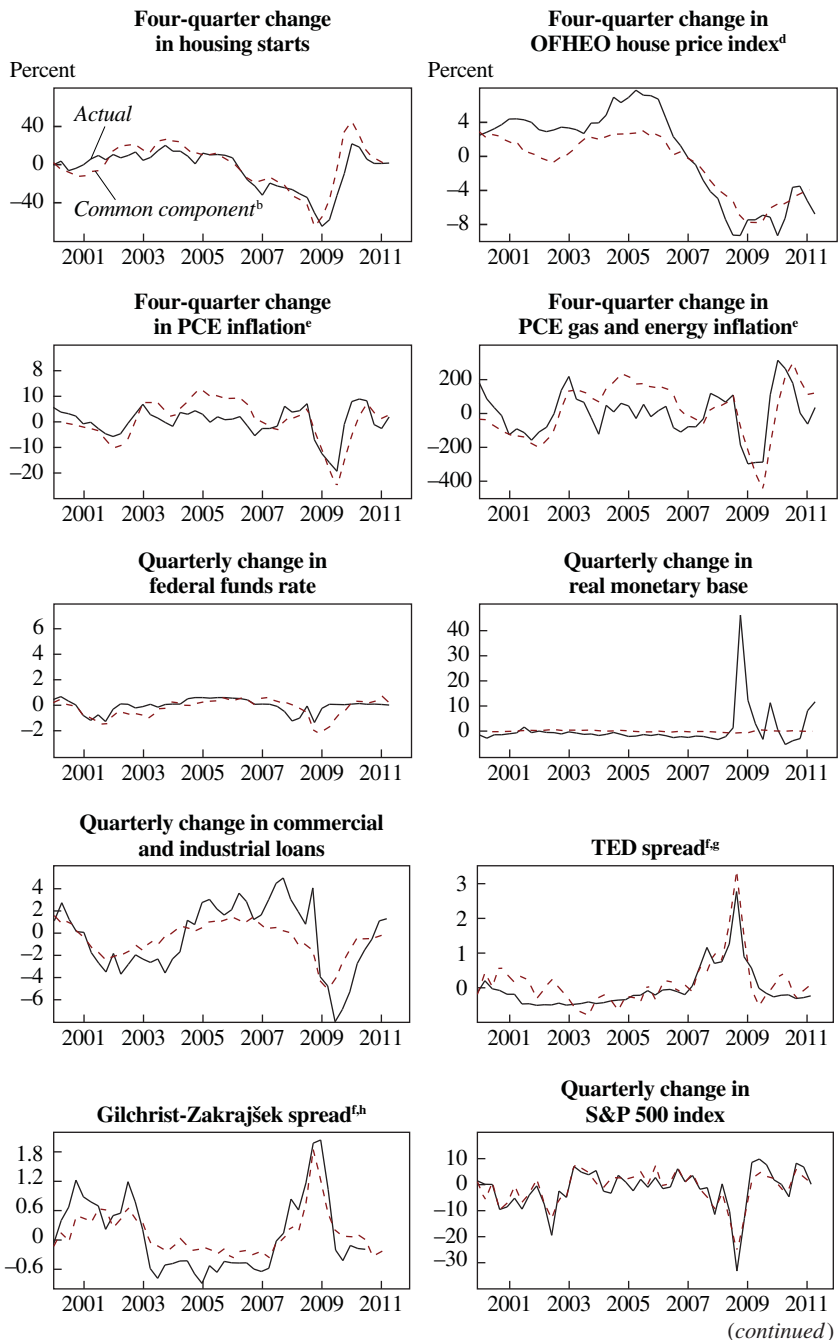 Four-quarter change
in housing starts
Percent
40
0
–40
Actual
Common componentᵇ
2001 2003 2005 2007 2009 2011
Four-quarter change in
OFHEO house price indexᵈ
Percent
4
0
–4
–8
2001 2003 2005 2007 2009 2011
Four-quarter change
in PCE inflationᵉ
8
10
0
–10
–20
2001 2003 2005 2007 2009 2011
Four-quarter change in
PCE gas and energy inflationᵉ
200
0
–200
–400
2001 2003 2005 2007 2009 2011
Quarterly change in
federal funds rate
6
4
2
0
–2
2001 2003 2005 2007 2009 2011
Quarterly change in
real monetary base
40
30
20
10
0
2001 2003 2005 2007 2009 2011
Quarterly change in commercial
and industrial loans
4
2
0
–2
–4
–6
2001 2003 2005 2007 2009 2011
TED spreadᶠ,ᵍ
3
2
1
0
2001 2003 2005 2007 2009 2011
Gilchrist-Zakrajšek spreadᶠ,ʰ
1.8
1.2
0.6
0
–0.6
2001 2003 2005 2007 2009 2011
Quarterly change in
S&P 500 index
10
0
–10
–20
–30
2001 2003 2005 2007 2009 2011
(continued)